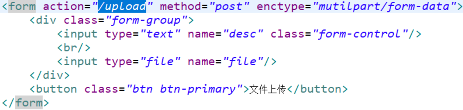 <form action="/upload" method="post" enctype="mutilpart/form-data">
<div class="form-group">
<input type="text" name="desc" class="form-control"/>
<br/>
<input type="file" name="file"/>
</div>
<button class="btn btn-primary">文件上传</button>
</form>